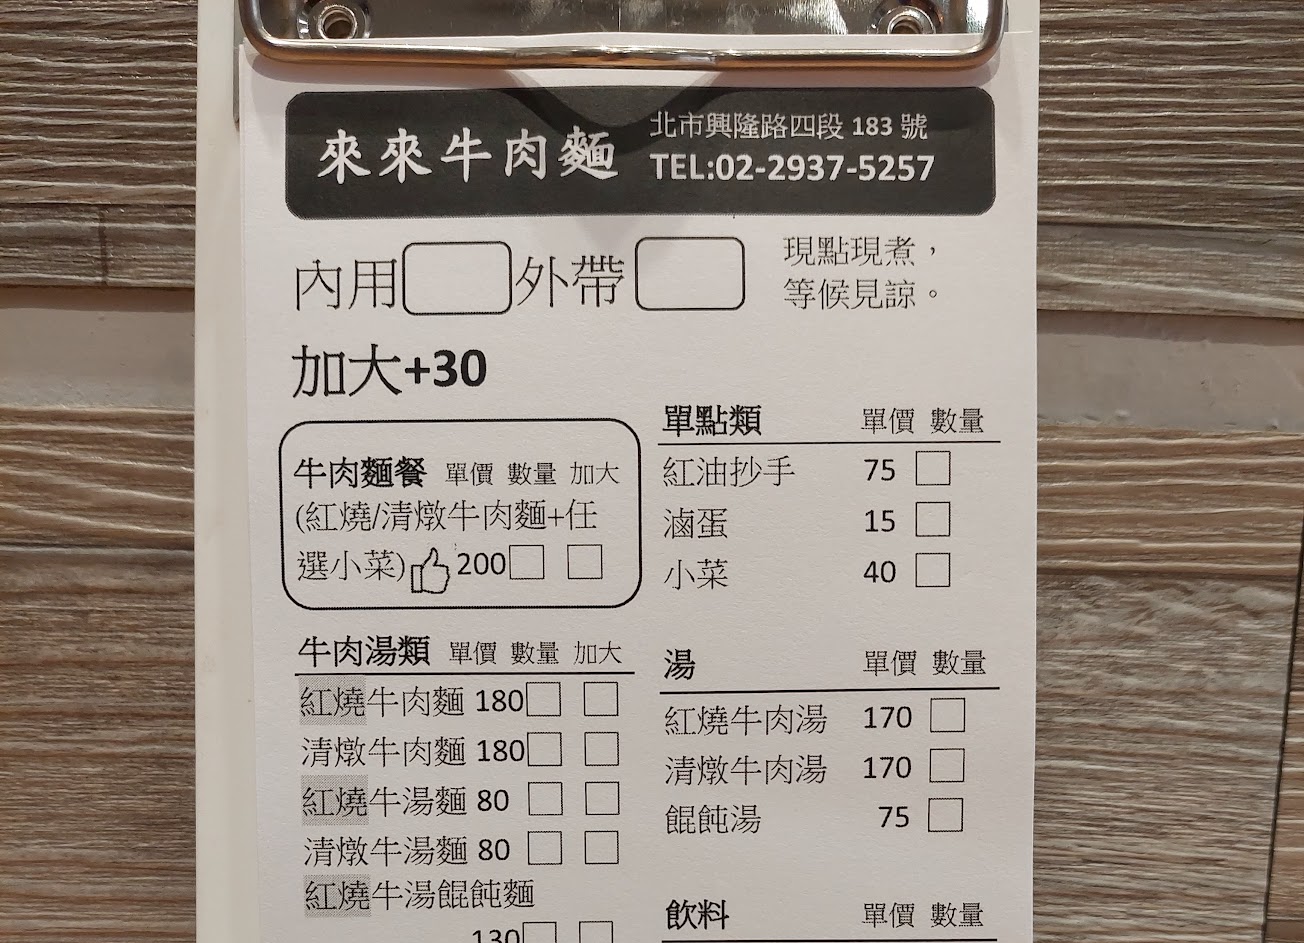 來來牛肉麵
北市興隆路四段 183 號
TEL:02-2937-5257
內用 外帶
現點現煮，
等候見諒。
加大+30
牛肉麵餐 單價 數量 加大
(紅燒/清燉牛肉麵+任
選小菜) 200
牛肉湯類 單價 數量 加大
紅燒牛肉麵 180
清燉牛肉麵 180
紅燒牛湯麵 80
清燉牛湯麵 80
紅燒牛湯餛飩麵
130
單點類 單價 數量
紅油抄手 75
滷蛋 15
小菜 40
湯 單價 數量
紅燒牛肉湯 170
清燉牛肉湯 170
餛飩湯 75
飲料 單價 數量